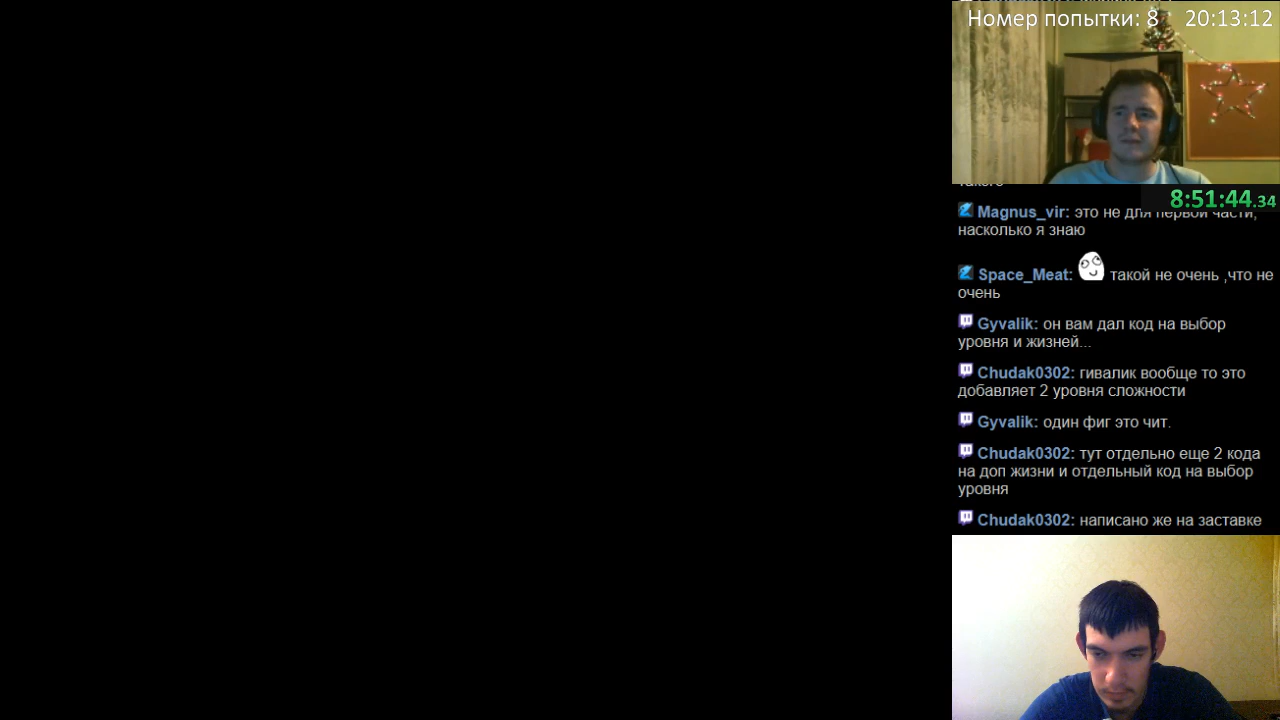 Номер попытки: 8 20:13:12
такого
8:51:44.34
Magnus_vir: это не для первой части,
насколько я знаю
Space_Meat: такой не очень ,что не
очень
Gyvalik: он вам дал код на выбор
уровня и жизней...
Chudak0302: гивалик вообще то это
добавляет 2 уровня сложности
Gyvalik: один фиг это чит.
Chudak0302: тут отдельно еще 2 кода
на доп жизни и отдельный код на выбор
уровня
Chudak0302: написано же на заставке